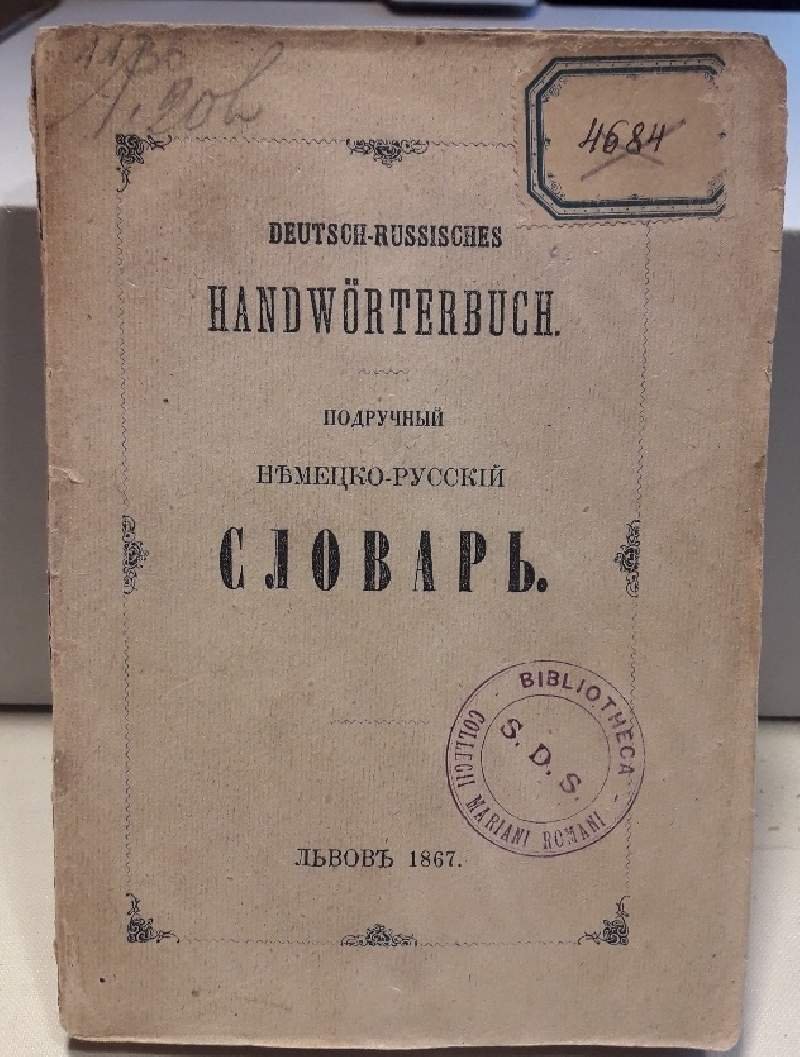 4684
DEUTSCH-RUSSISCHES
HANDWÖRTERBUCH.
ПОДРУЧНЫЙ
НѢМЕЦКО-РУССКІЙ
СЛОВАРЬ.
BIBLIOTHECA
S. D. S.
COLLEGII MARIANI ROMANI
ЛЬВОВЪ 1867.